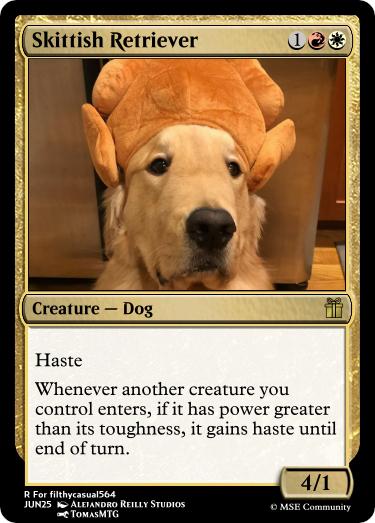 Skittish Retriever 1
Creature — Dog
Haste
Whenever another creature you
control enters, if it has power greater
than its toughness, it gains haste until
end of turn.
4/1
R For filthycasual564
JUN25 Alejandro Reilly Studios
TomasMTG
© MSE Community